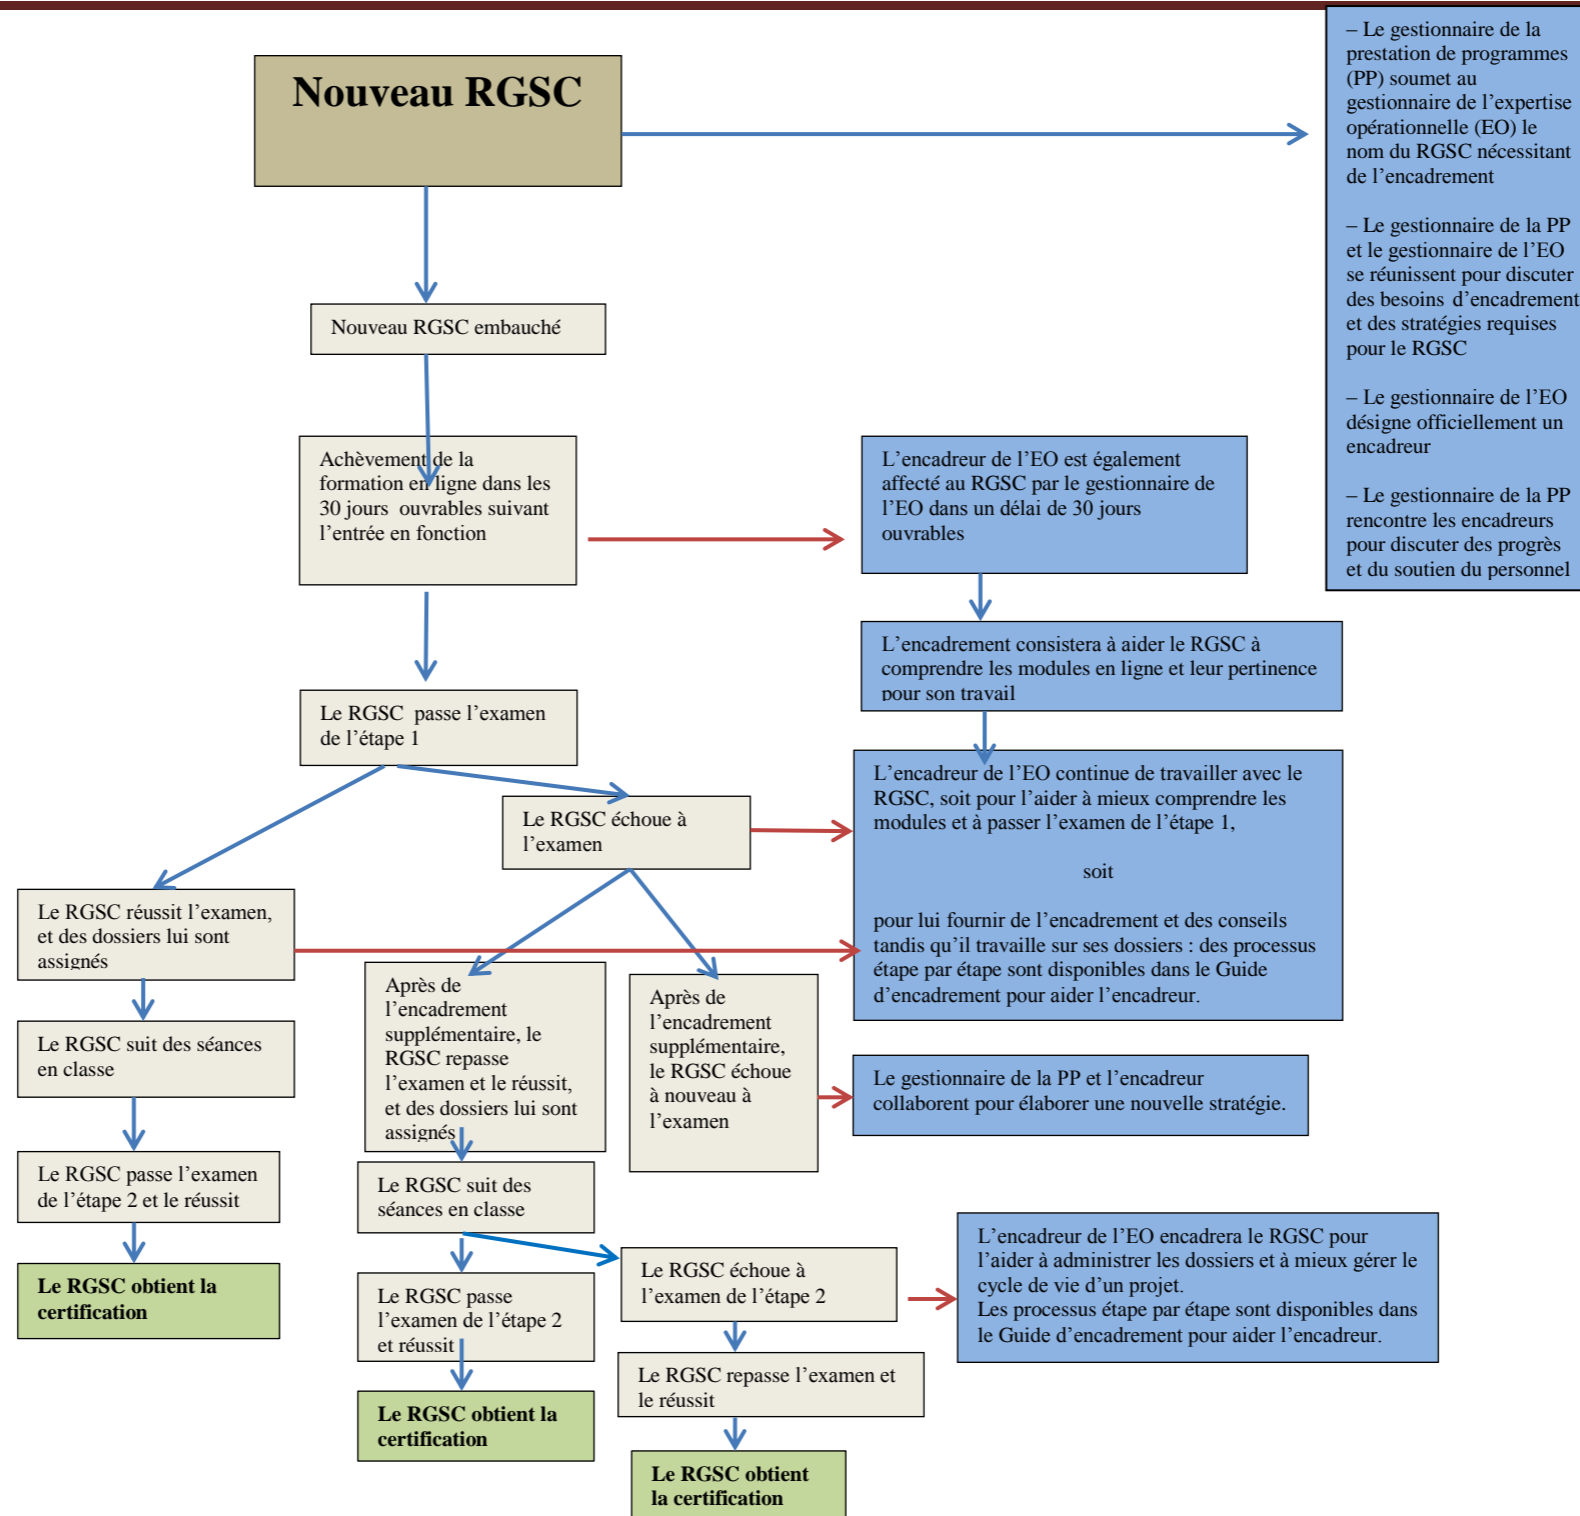 Nouveau RGSC
– Le gestionnaire de la
prestation de programmes
(PP) soumet au
gestionnaire de l’expertise
opérationnelle (EO) le
nom du RGSC nécessitant
de l’encadrement
– Le gestionnaire de la PP
et le gestionnaire de l’EO
se réunissent pour discuter
des besoins d’encadrement
et des stratégies requises
pour le RGSC
– Le gestionnaire de l’EO
désigne officiellement un
encadreur
– Le gestionnaire de la PP
rencontre les encadreurs
pour discuter des progrès
et du soutien du personnel
Nouveau RGSC embauché
Achèvement de la
formation en ligne dans les
30 jours ouvrables suivant
l’entrée en fonction
L’encadreur de l’EO est également
affecté au RGSC par le gestionnaire de
l’EO dans un délai de 30 jours
ouvrables
L’encadrement consistera à aider le RGSC à
comprendre les modules en ligne et leur pertinence
pour son travail
Le RGSC passe l’examen
de l’étape 1
L’encadreur de l’EO continue de travailler avec le
RGSC, soit pour l’aider à mieux comprendre les
modules et à passer l’examen de l’étape 1,
soit
pour lui fournir de l’encadrement et des conseils
tandis qu’il travaille sur ses dossiers : des processus
étape par étape sont disponibles dans le Guide
d’encadrement pour aider l’encadreur.
Le RGSC échoue à
l’examen
Le RGSC réussit l’examen,
et des dossiers lui sont
assignés
Après de
l’encadrement
supplémentaire, le
RGSC repasse
l’examen et le réussit,
et des dossiers lui sont
assignés
Après de
l’encadrement
supplémentaire,
le RGSC échoue
à nouveau à
l’examen
Le RGSC suit des séances
en classe
Le gestionnaire de la PP et l’encadreur
collaborent pour élaborer une nouvelle stratégie.
Le RGSC passe l’examen
de l’étape 2 et le réussit
Le RGSC suit des
séances en classe
Le RGSC obtient la
certification
Le RGSC passe
l’examen de l’étape 2
et réussit
Le RGSC échoue à
l’examen de l’étape 2
L’encadreur de l’EO encadrera le RGSC pour
l’aider à administrer les dossiers et à mieux gérer le
cycle de vie d’un projet.
Les processus étape par étape sont disponibles dans
le Guide d’encadrement pour aider l’encadreur.
Le RGSC repasse l’examen et
le réussit
Le RGSC obtient la
certification
Le RGSC obtient
la certification